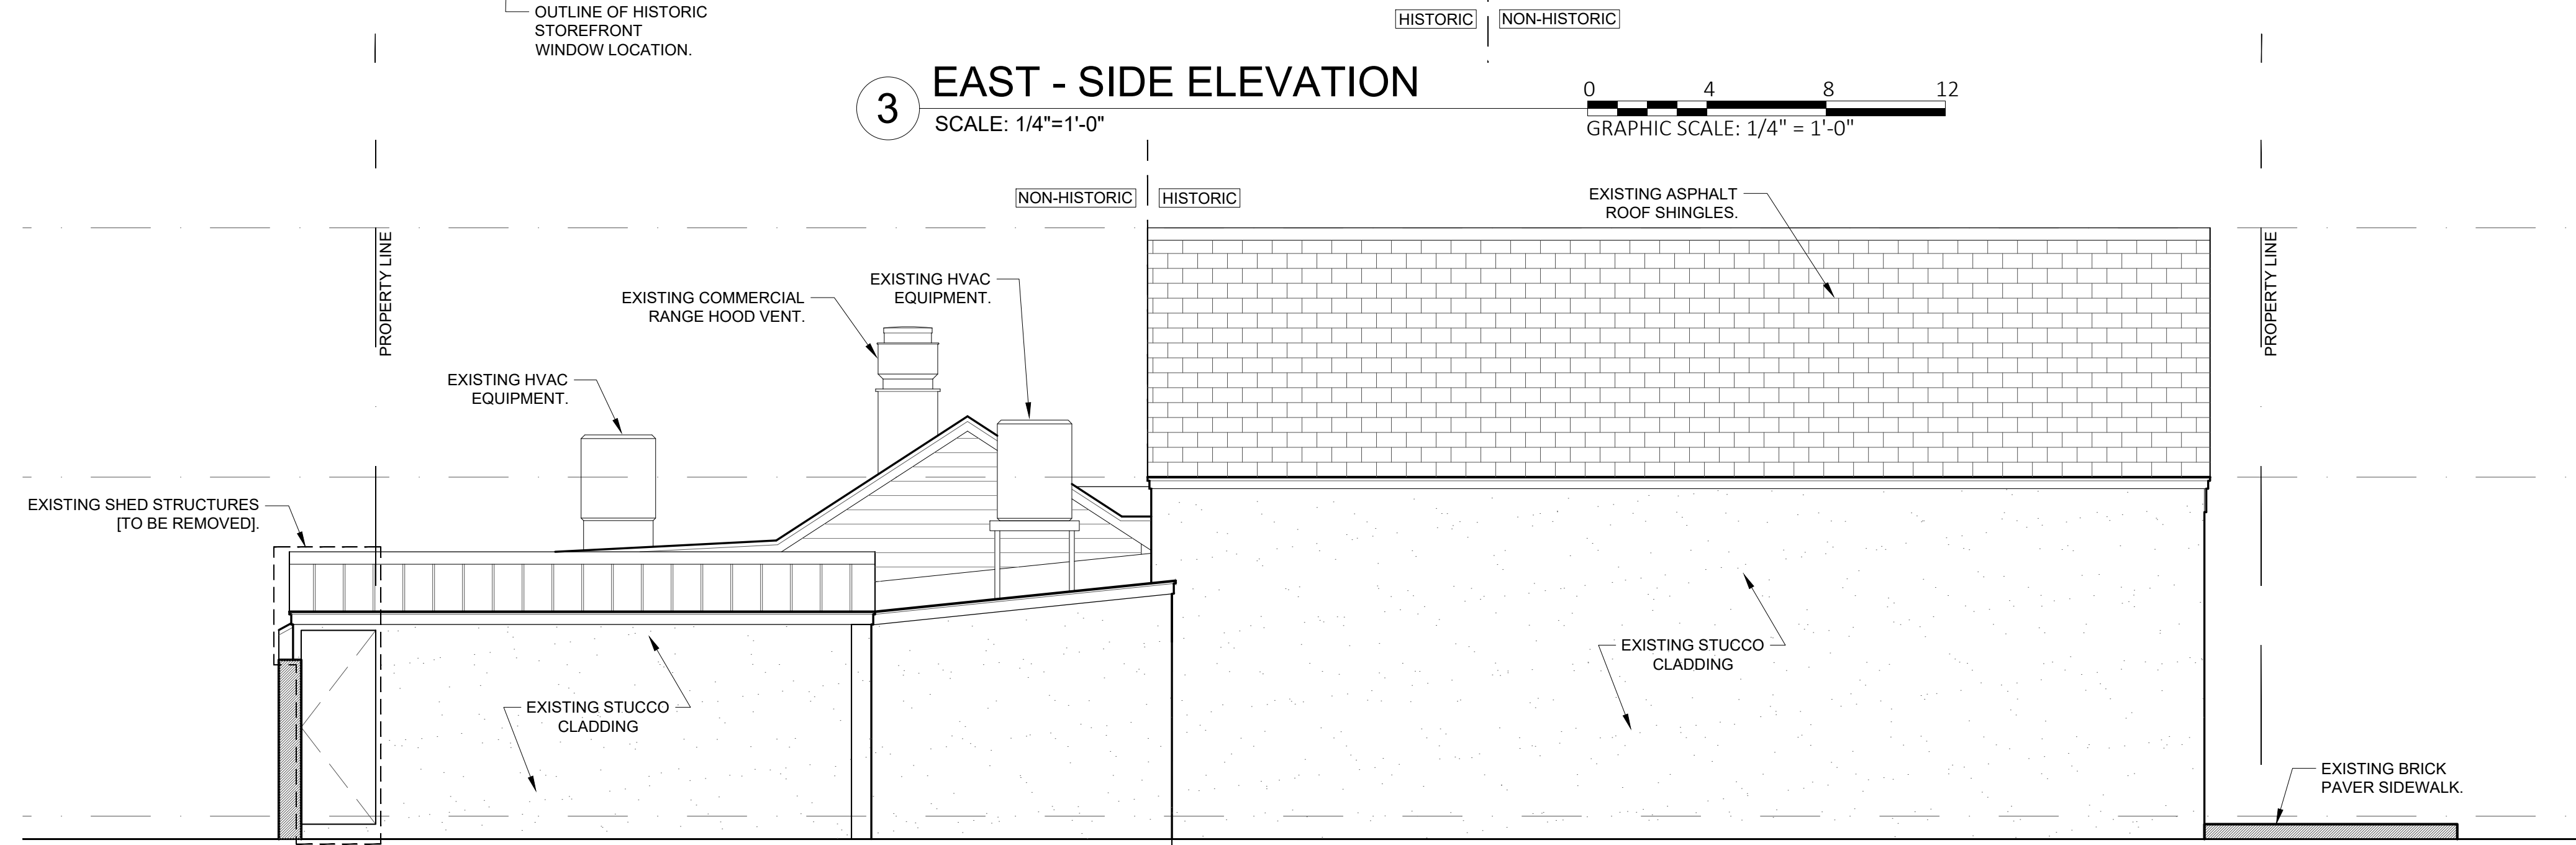 OUTLINE OF HISTORIC
STOREFRONT
WINDOW LOCATION.
HISTORIC
NON-HISTORIC
3
EAST - SIDE ELEVATION
SCALE: 1/4"=1'-0"
0 4 8 12
GRAPHIC SCALE: 1/4" = 1'-0"
NON-HISTORIC
HISTORIC
EXISTING ASPHALT
ROOF SHINGLES.
PROPERTY LINE
PROPERTY LINE
EXISTING HVAC
EQUIPMENT.
EXISTING COMMERCIAL
RANGE HOOD VENT.
EXISTING HVAC
EQUIPMENT.
EXISTING SHED STRUCTURES
[TO BE REMOVED].
EXISTING STUCCO
CLADDING
EXISTING STUCCO
CLADDING
EXISTING BRICK
PAVER SIDEWALK.